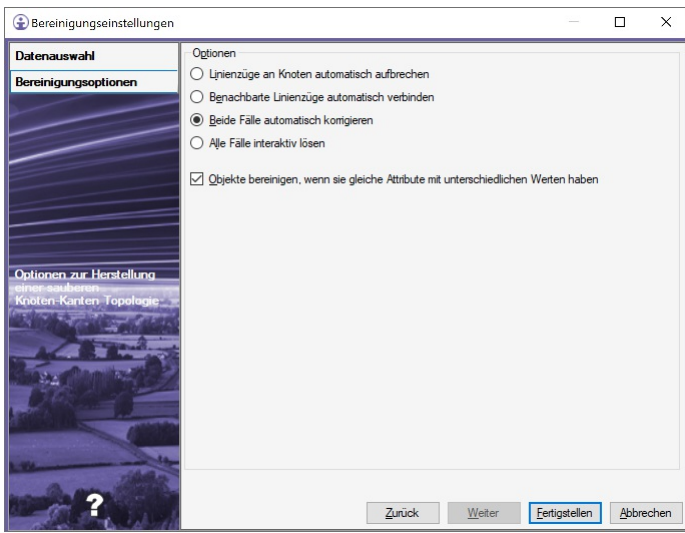 Bereinigungseinstellungen
Datenauswahl
Bereinigungsoptionen
Optionen zur Herstellung
einer sauberen
Knoten-Kanten Topologie
?
Optionen
Linienzüge an Knoten automatisch aufbrechen
Benachbarte Linienzüge automatisch verbinden
Beide Fälle automatisch korrigieren
Alle Fälle interaktiv lösen
Objekte bereinigen, wenn sie gleiche Attribute mit unterschiedlichen Werten haben
Zurück Weiter Fertigstellen Abbrechen